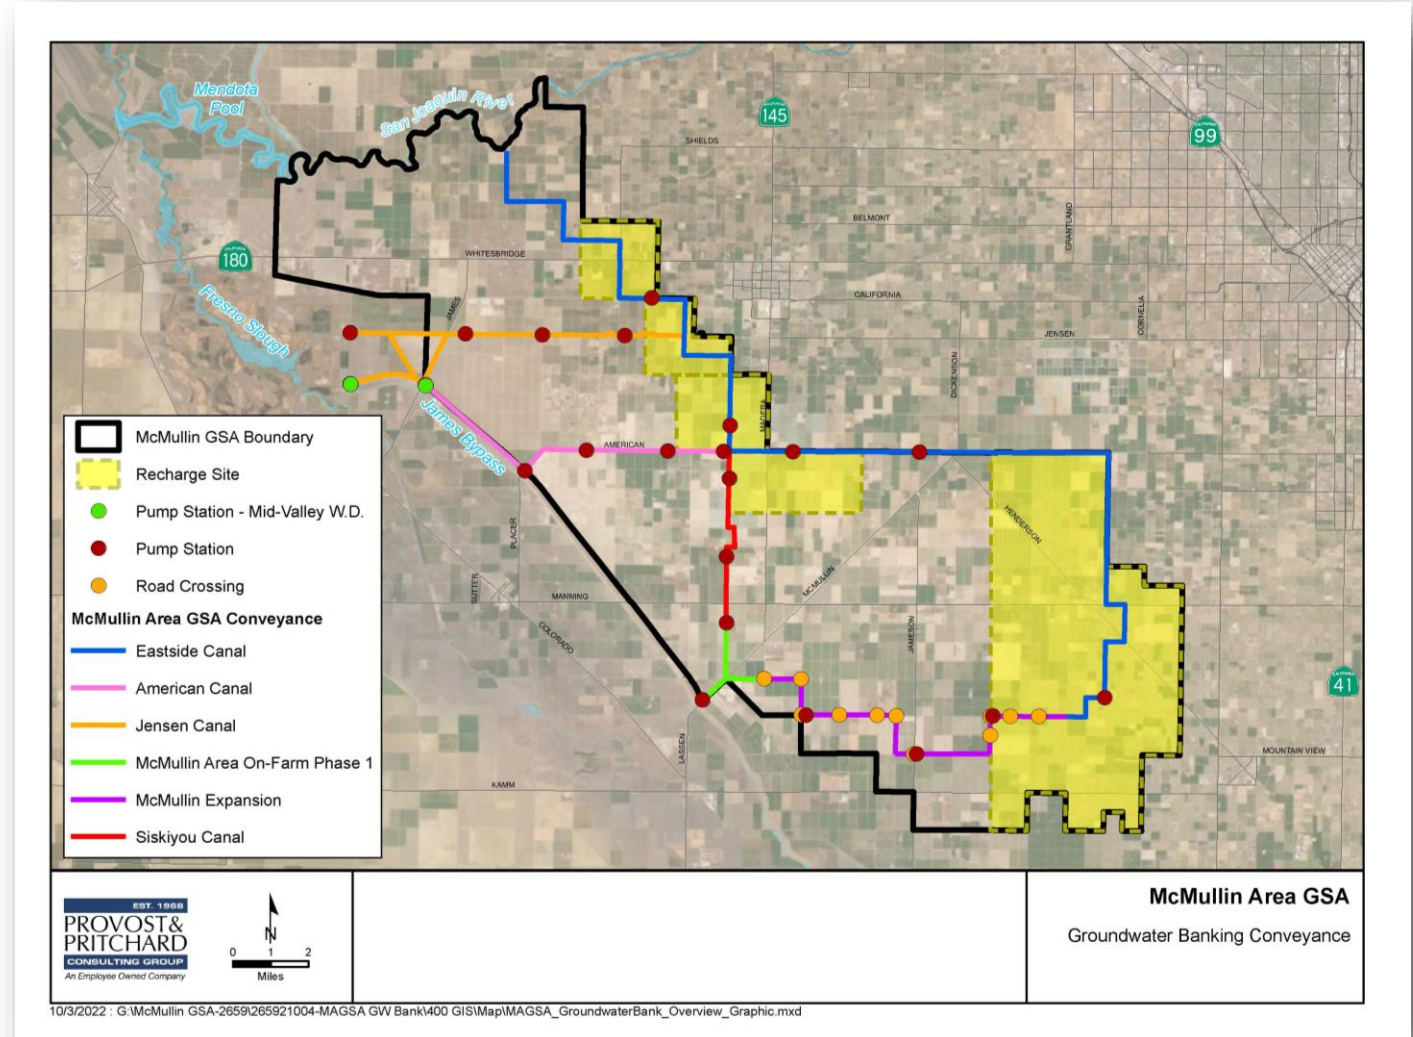 Mendota
Pool
San Joaquin River
CALIFORNIA
145
CALIFORNIA
99
SHIELDS
BELMONT
GRANTLAND
CALIFORNIA
180
WHITESBRIDGE
Fresno Slough
JAMES
CALIFORNIA
CORNELIA
JENSEN
DICKENSON
MADERA
James Bypass
AMERICAN
HENDERSON
PLACER
SUTTER
MANNING
MCMULLIN
COLORADO
JAMESON
CALIFORNIA
41
LASSEN
MOUNTAIN VIEW
KAMM
McMullin GSA Boundary
Recharge Site
Pump Station - Mid-Valley W.D.
Pump Station
Road Crossing
McMullin Area GSA Conveyance
Eastside Canal
American Canal
Jensen Canal
McMullin Area On-Farm Phase 1
McMullin Expansion
Siskiyou Canal
EST. 1968
PROVOST&
PRITCHARD
CONSULTING GROUP
An Employee Owned Company
N
0 1 2
Miles
McMullin Area GSA
Groundwater Banking Conveyance
10/3/2022 : G:\McMullin GSA-2659\265921004-MAGSA GW Bank\400 GIS\Map\MAGSA_GroundwaterBank_Overview_Graphic.mxd